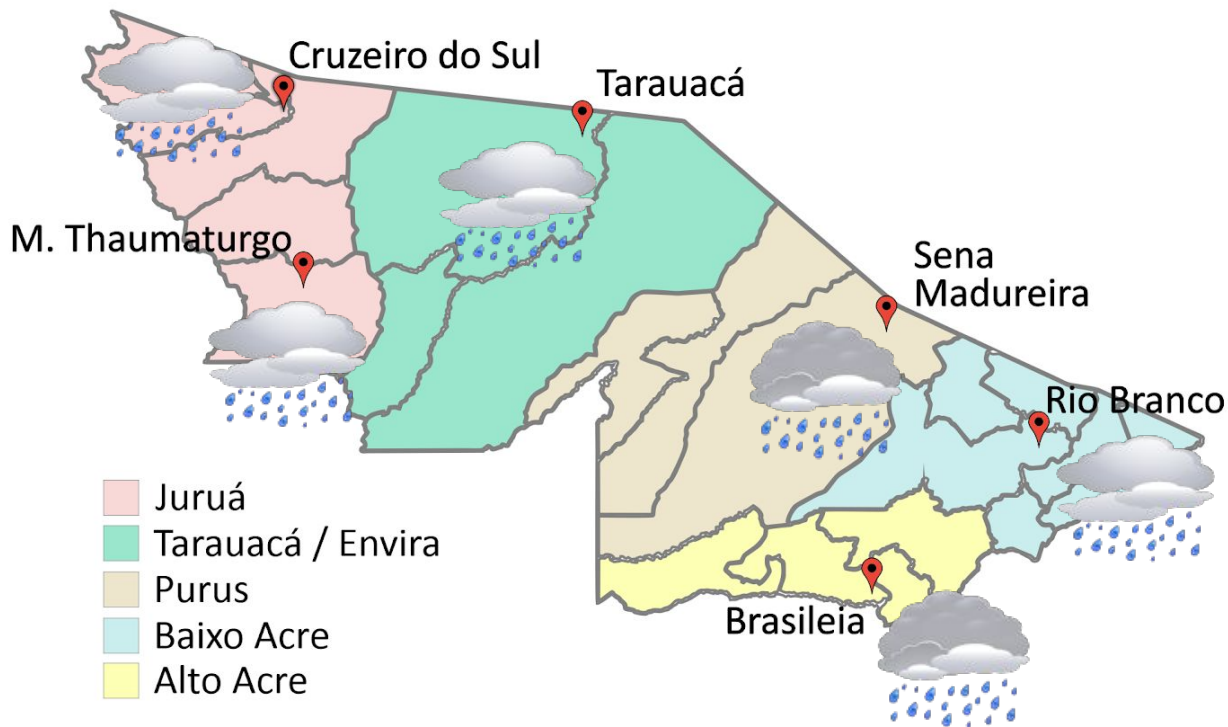 Cruzeiro do Sul
Tarauacá
M. Thaumaturgo
Sena
Madureira
Rio Branco
Brasileia
Juruá
Tarauacá / Envira
Purus
Baixo Acre
Alto Acre